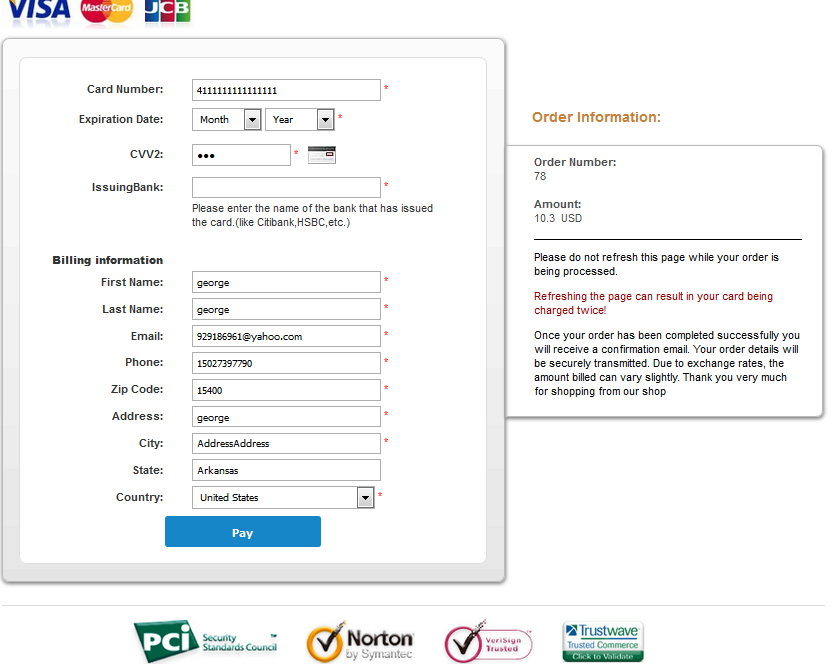 VISA MasterCard JCB
Card Number: 4111111111111111 *
Expiration Date: Month Year *
CVV2: ●●● *
IssuingBank: *
Please enter the name of the bank that has issued
the card.(like Citibank,HSBC,etc.)
Billing information
First Name: george *
Last Name: george *
Email: 929186961@yahoo.com *
Phone: 15027397790 *
Zip Code: 15400 *
Address: george *
City: AddressAddress *
State: Arkansas
Country: United States *
Pay
Order Information:
Order Number:
78
Amount:
10.3 USD
Please do not refresh this page while your order is
being processed.
Refreshing the page can result in your card being
charged twice!
Once your order has been completed successfully you
will receive a confirmation email. Your order details will
be securely transmitted. Due to exchange rates, the
amount billed can vary slightly. Thank you very much
for shopping from our shop
PCi Security ™
Standards Council
Norton
by Symantec
VeriSign
Trusted
Trustwave
Trusted Commerce
Click to Validate